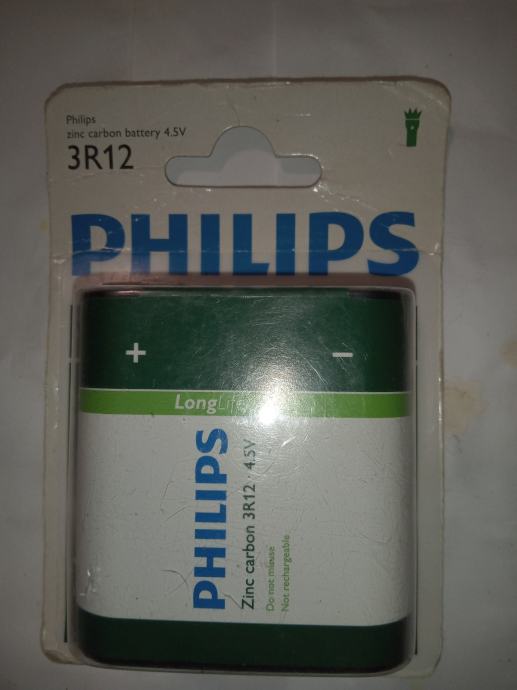 Philips
zinc carbon battery 4.5V
3R12
PHILIPS
+ −
LongLife
PHILIPS
Zinc carbon 3R12 · 4.5V
Do not misuse
Not rechargeable